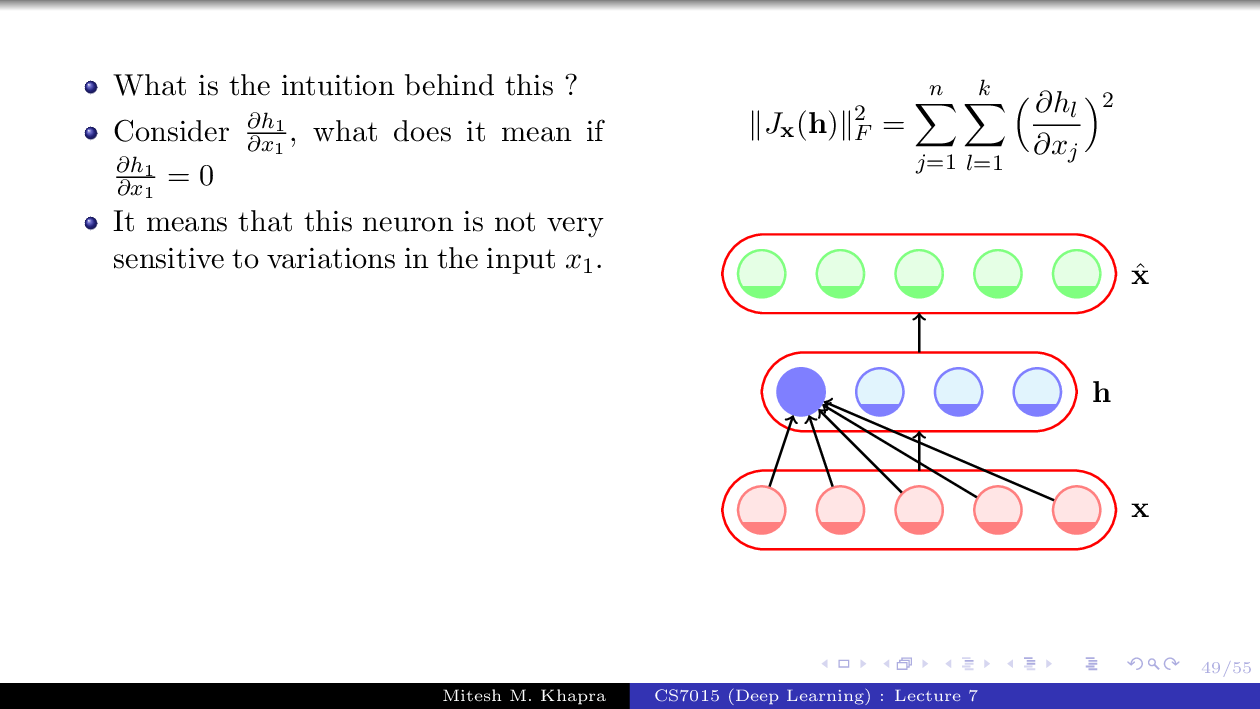 What is the intuition behind this ?
Consider ∂h₁/∂x₁, what does it mean if
∂h₁/∂x₁ = 0
It means that this neuron is not very
sensitive to variations in the input x₁.
‖J_𝐱(𝐡)‖²_F = ∑_{j=1}^{n} ∑_{l=1}^{k} (∂h_l/∂x_j)²
x̂
h
x
49/55
Mitesh M. Khapra
CS7015 (Deep Learning) : Lecture 7